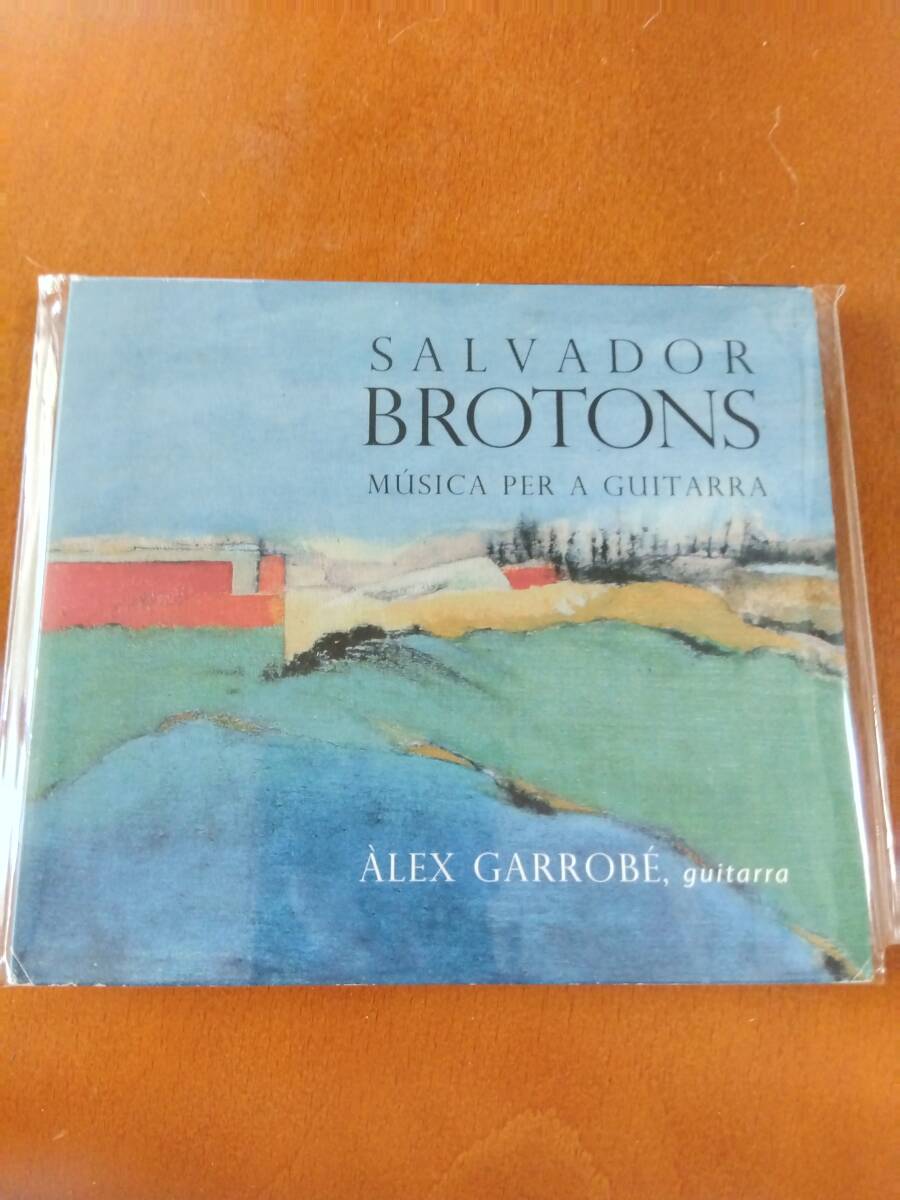 SALVADOR
BROTONS
MÚSICA PER A GUITARRA
ÀLEX GARROBÉ, guitarra